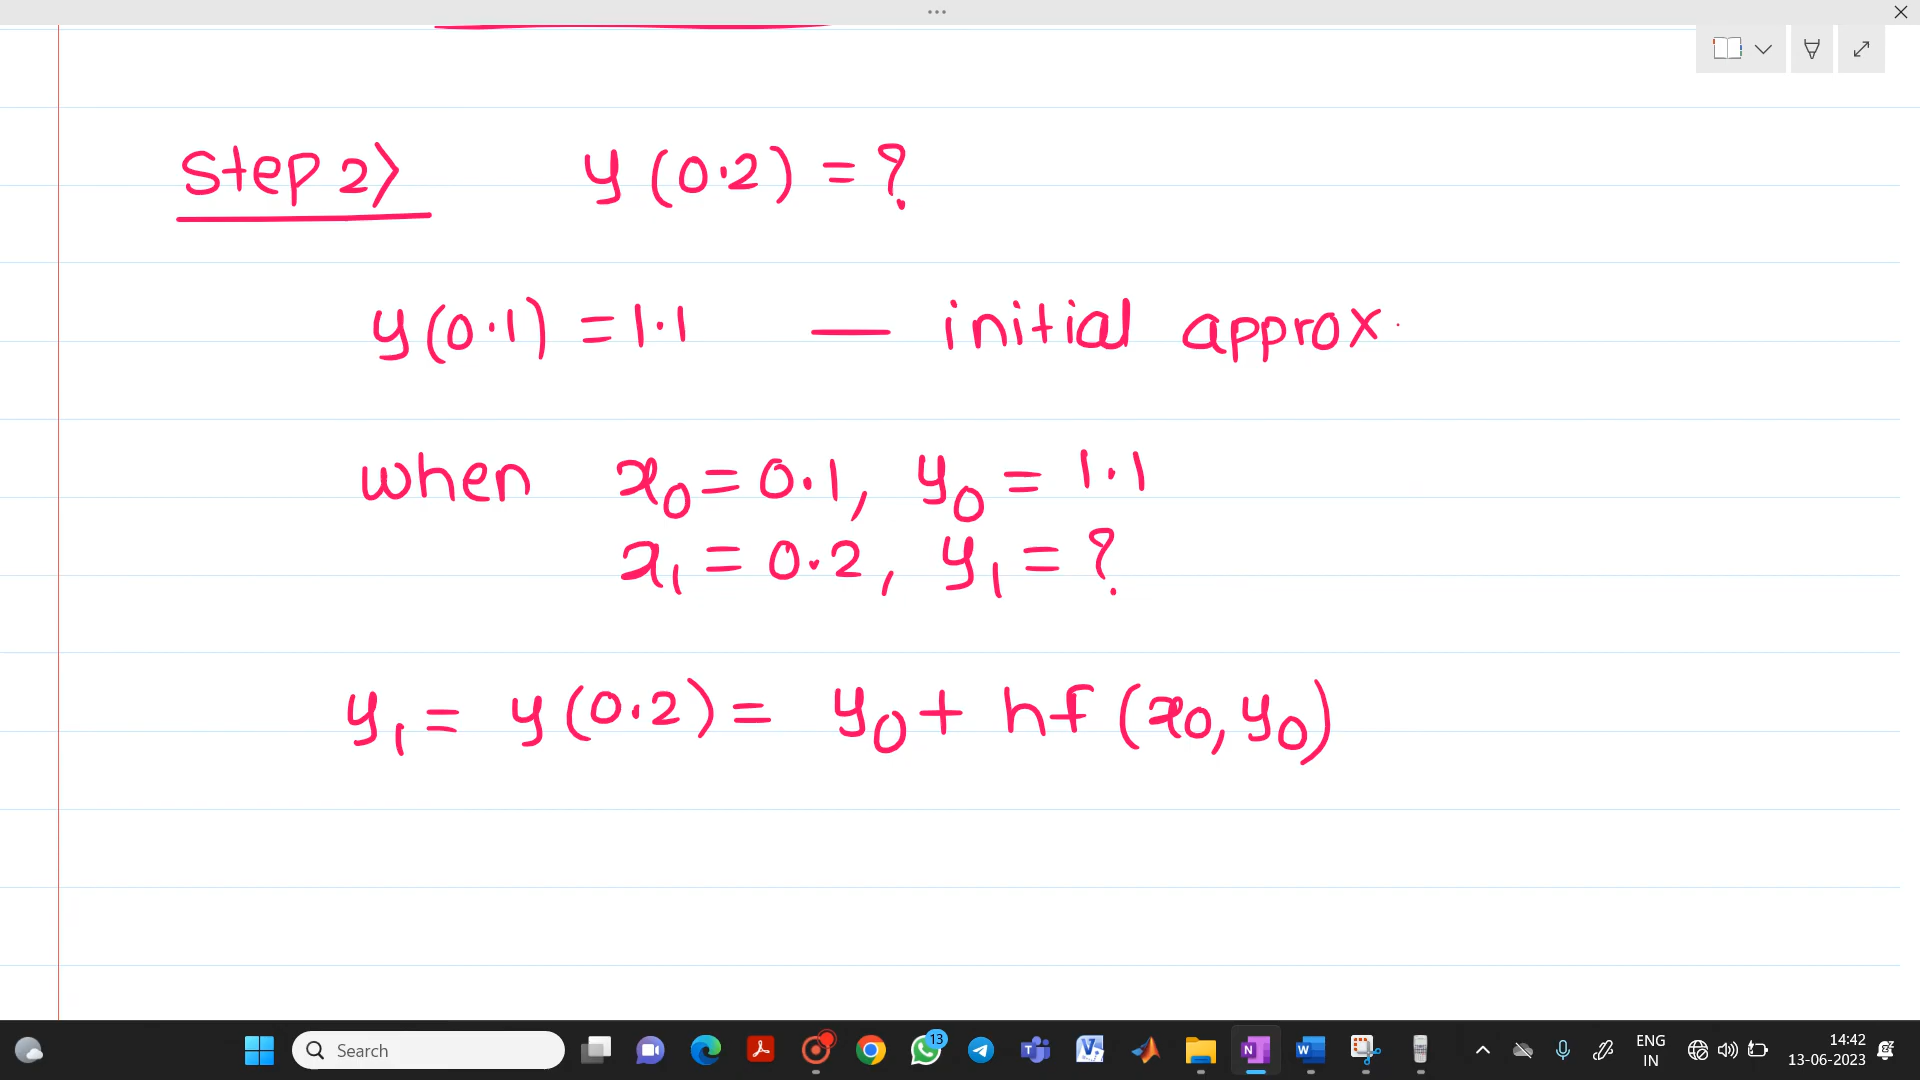 Step 2> y(0.2) = ?
y(0.1) = 1.1 — initial approx.
when x0 = 0.1, y0 = 1.1
x1 = 0.2, y1 = ?
y1 = y(0.2) = y0 + hf(x0, y0)
Search
13
ENG
IN
14:42
13-06-2023